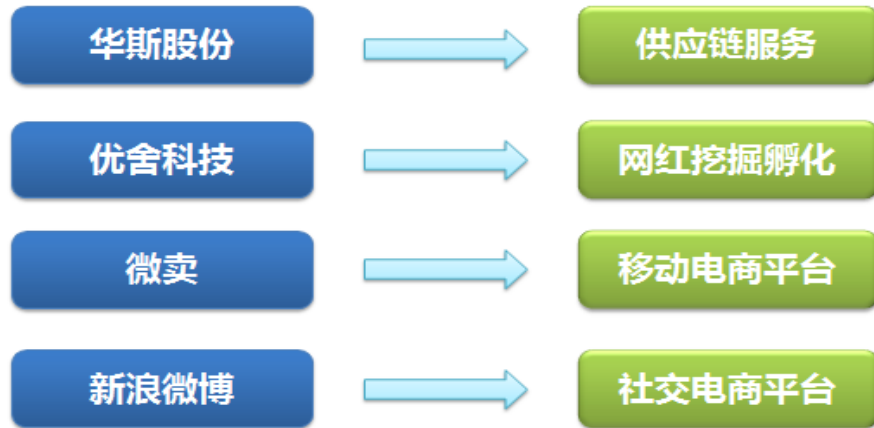 华斯股份
供应链服务
优舍科技
网红挖掘孵化
微卖
移动电商平台
新浪微博
社交电商平台